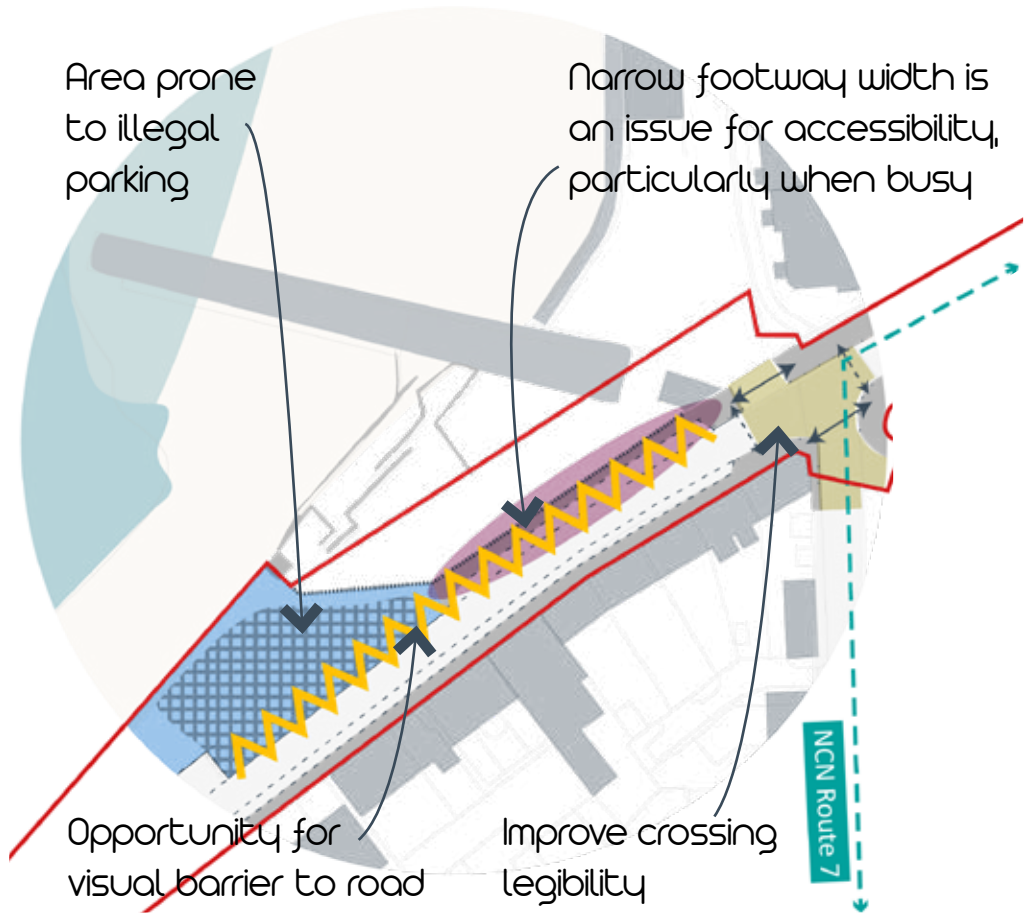 Area prone
to illegal
parking
Narrow footway width is
an issue for accessibility,
particularly when busy
NCN Route 7
Opportunity for
visual barrier to road
Improve crossing
legibility